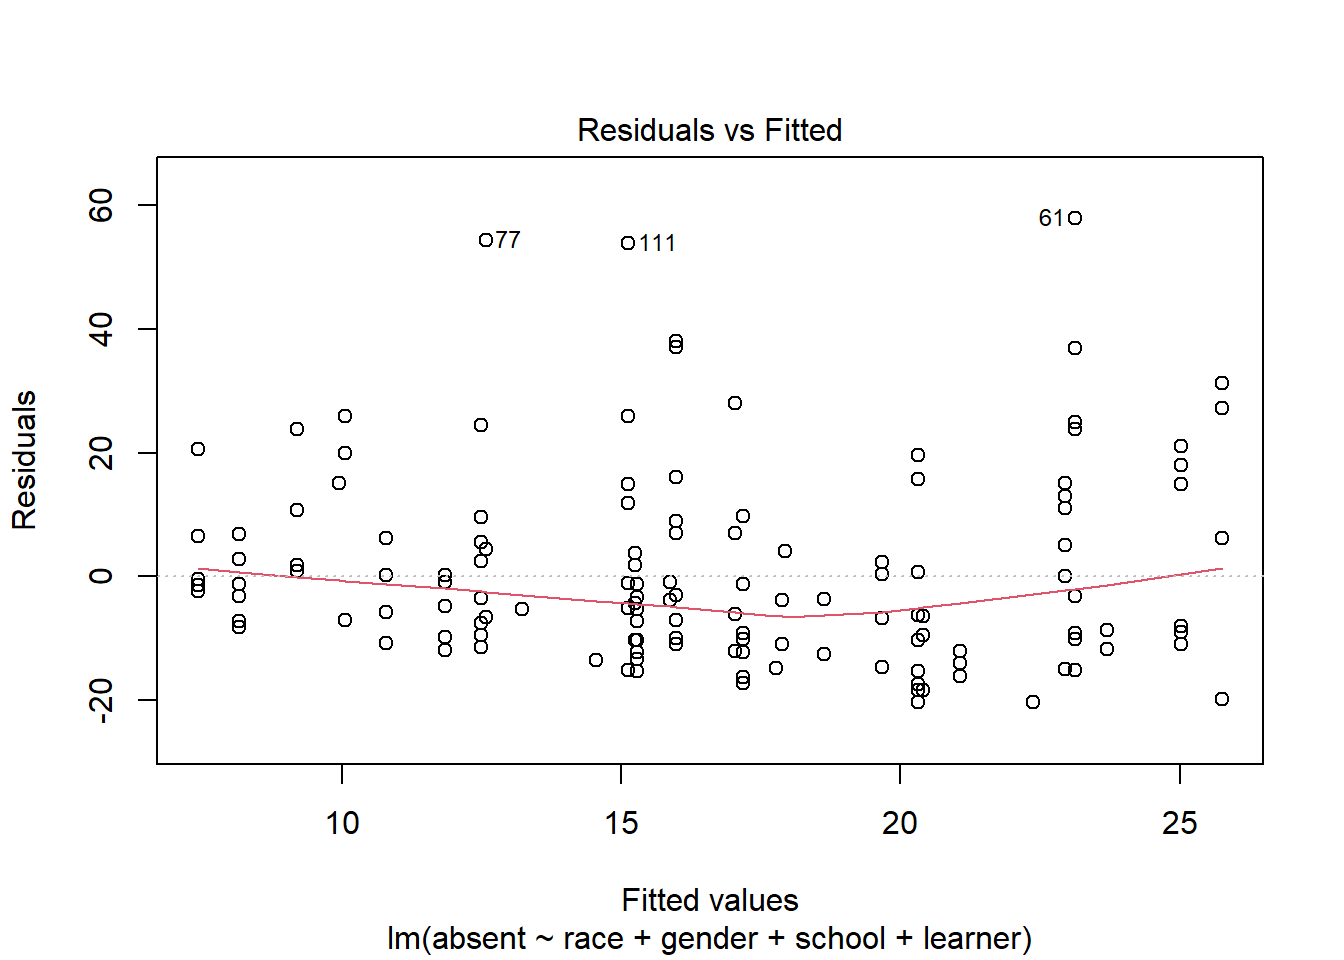 Residuals vs Fitted
60
40
20
0
-20
Residuals
77
111
61
10 15 20 25
Fitted values
lm(absent ~ race + gender + school + learner)